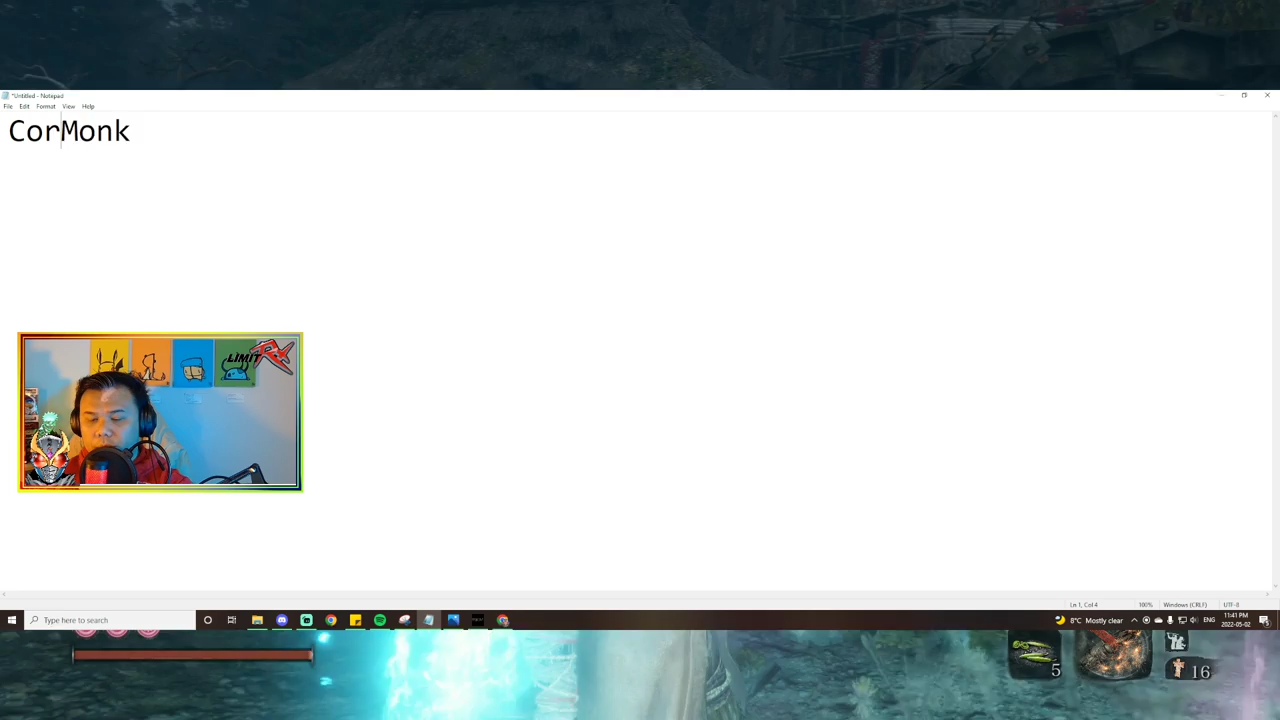 *Untitled - Notepad
File Edit Format View Help
CorMonk
LIMIT RX
Ln 1, Col 4 100% Windows (CRLF) UTF-8
Type here to search
8°C Mostly clear
ENG
11:41 PM
2022-05-02
5
16